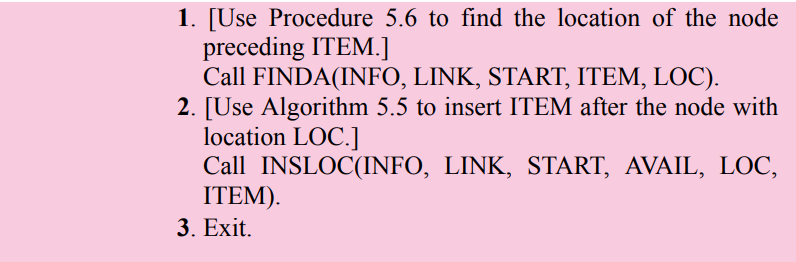 1. [Use Procedure 5.6 to find the location of the node
preceding ITEM.]
Call FINDA(INFO, LINK, START, ITEM, LOC).
2. [Use Algorithm 5.5 to insert ITEM after the node with
location LOC.]
Call INSLOC(INFO, LINK, START, AVAIL, LOC,
ITEM).
3. Exit.